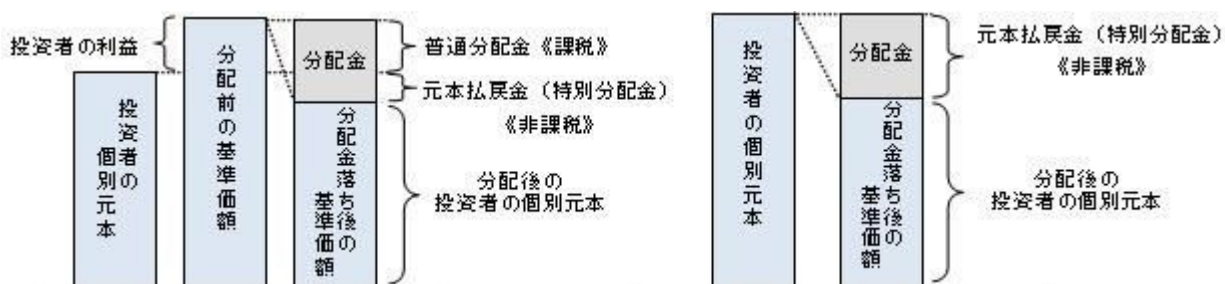 投資者の利益
投資者の
個別元本
分配前の基準価額
分配金
分配金落ち後の
基準価額
普通分配金《課税》
元本払戻金（特別分配金）
《非課税》
分配後の
投資者の個別元本
投資者の個別元本
分配金
分配金落ち後の
基準価額
元本払戻金（特別分配金）
《非課税》
分配後の
投資者の個別元本